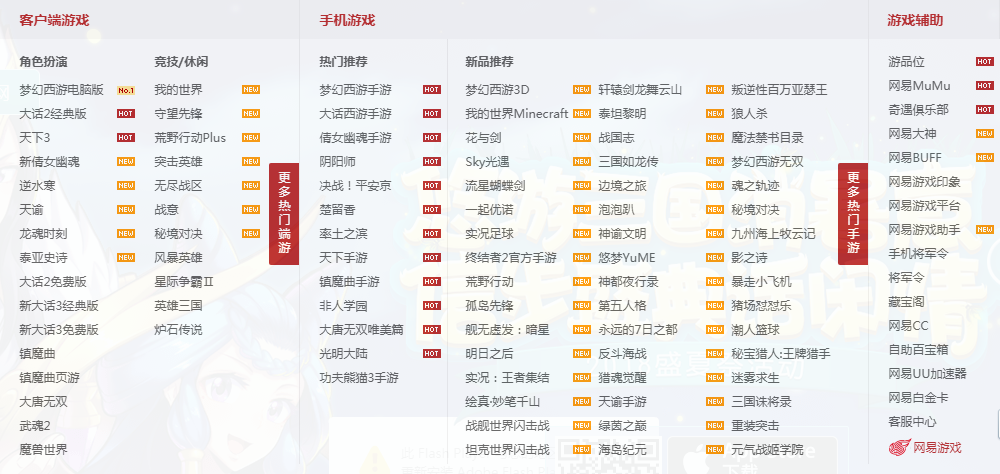 客户端游戏
角色扮演
梦幻西游电脑版 No.1
大话2经典版 HOT
天下3 HOT
新倩女幽魂 NEW
逆水寒 NEW
天谕 NEW
龙魂时刻 NEW
泰亚史诗 NEW
大话2免费版
新大话3经典版
新大话3免费版
镇魔曲
镇魔曲页游
大唐无双
武魂2
魔兽世界
竞技/休闲
我的世界 NEW
守望先锋 NEW
荒野行动Plus NEW
突击英雄 NEW
无尽战区 NEW
战意 NEW
秘境对决 NEW
风暴英雄
星际争霸Ⅱ
英雄三国
炉石传说
更多热门端游
手机游戏
热门推荐
梦幻西游手游 HOT
大话西游手游 HOT
倩女幽魂手游 HOT
阴阳师 HOT
决战！平安京 HOT
楚留香 HOT
率土之滨 HOT
天下手游 HOT
镇魔曲手游 HOT
非人学园 HOT
大唐无双唯美篇 HOT
光明大陆 HOT
功夫熊猫3手游
新品推荐
梦幻西游3D NEW
我的世界Minecraft NEW
花与剑 NEW
Sky光遇 NEW
流星蝴蝶剑 NEW
一起优诺 NEW
实况足球 NEW
终结者2官方手游 NEW
荒野行动 NEW
孤岛先锋 NEW
舰无虚发：暗星 NEW
明日之后 NEW
实况：王者集结 NEW
绘真·妙笔千山 NEW
战舰世界闪击战 NEW
坦克世界闪击战 NEW
轩辕剑龙舞云山 NEW
泰坦黎明 NEW
战国志 NEW
三国如龙传 NEW
边境之旅 NEW
泡泡趴 NEW
神谕文明 NEW
悠梦YuME NEW
神都夜行录 NEW
第五人格 NEW
永远的7日之都 NEW
反斗海战 NEW
猎魂觉醒 NEW
天谕手游 NEW
绿茵之巅 NEW
海岛纪元 NEW
叛逆性百万亚瑟王
狼人杀
魔法禁书目录
梦幻西游无双
魂之轨迹
秘境对决
九州海上牧云记
影之诗
暴走小飞机
猪场怼怼乐
潮人篮球
秘宝猎人:王牌猎手
迷雾求生
三国诛将录
重装突击
元气战姬学院
更多热门手游
游戏辅助
游品位 HOT
网易MuMu HOT
奇遇俱乐部 HOT
网易大神 NEW
网易BUFF NEW
网易游戏印象
网易游戏平台
网易游戏助手 NEW
手机将军令
将军令
藏宝阁
网易CC
自助百宝箱
网易UU加速器
网易白金卡
客服中心
网易游戏